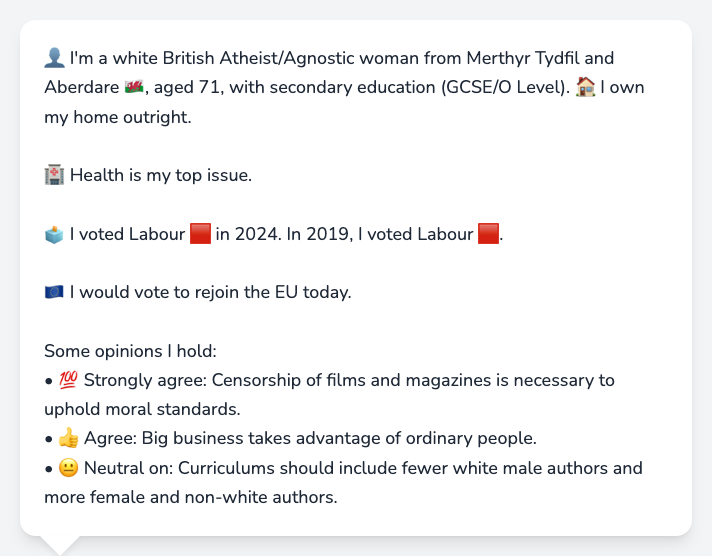 👤 I'm a white British Atheist/Agnostic woman from Merthyr Tydfil and
Aberdare 🏴󠁧󠁢󠁷󠁬󠁳󠁿, aged 71, with secondary education (GCSE/O Level). 🏠 I own
my home outright.
🏥 Health is my top issue.
🗳️ I voted Labour 🟥 in 2024. In 2019, I voted Labour 🟥.
🇪🇺 I would vote to rejoin the EU today.
Some opinions I hold:
• 💯 Strongly agree: Censorship of films and magazines is necessary to
uphold moral standards.
• 👍 Agree: Big business takes advantage of ordinary people.
• 😐 Neutral on: Curriculums should include fewer white male authors and
more female and non-white authors.